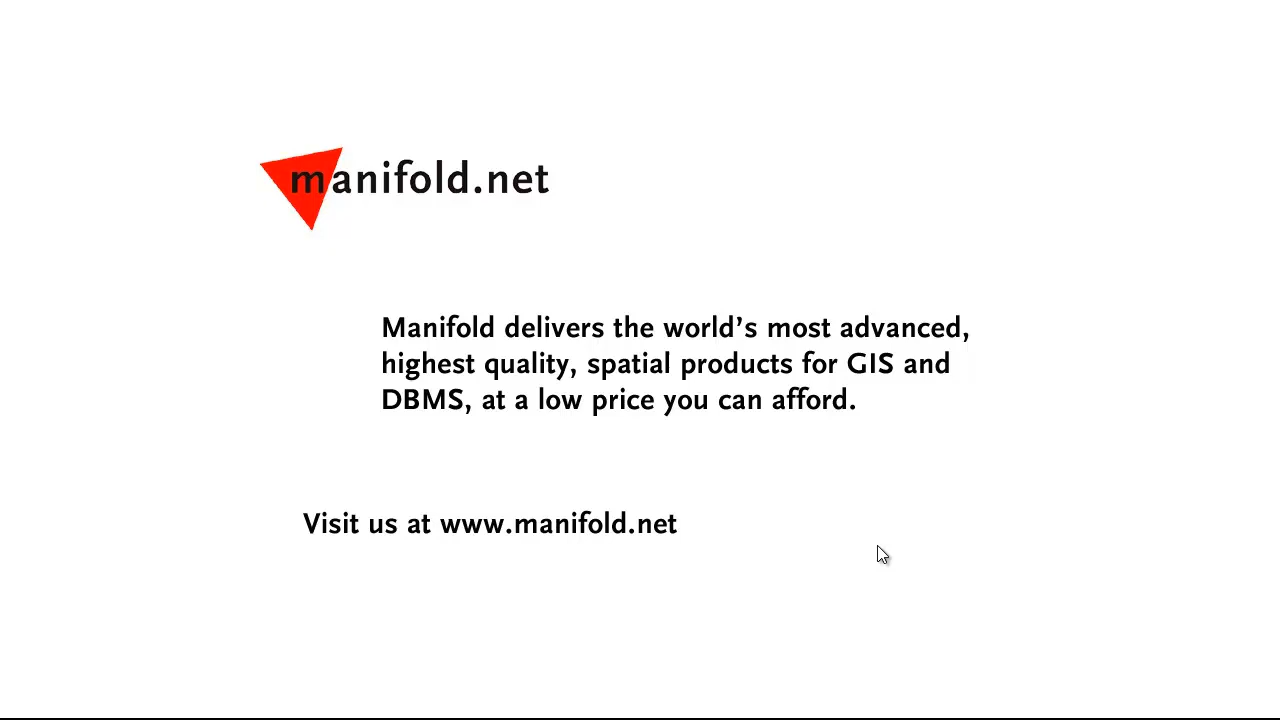 manifold.net
Manifold delivers the world’s most advanced,
highest quality, spatial products for GIS and
DBMS, at a low price you can afford.
Visit us at www.manifold.net